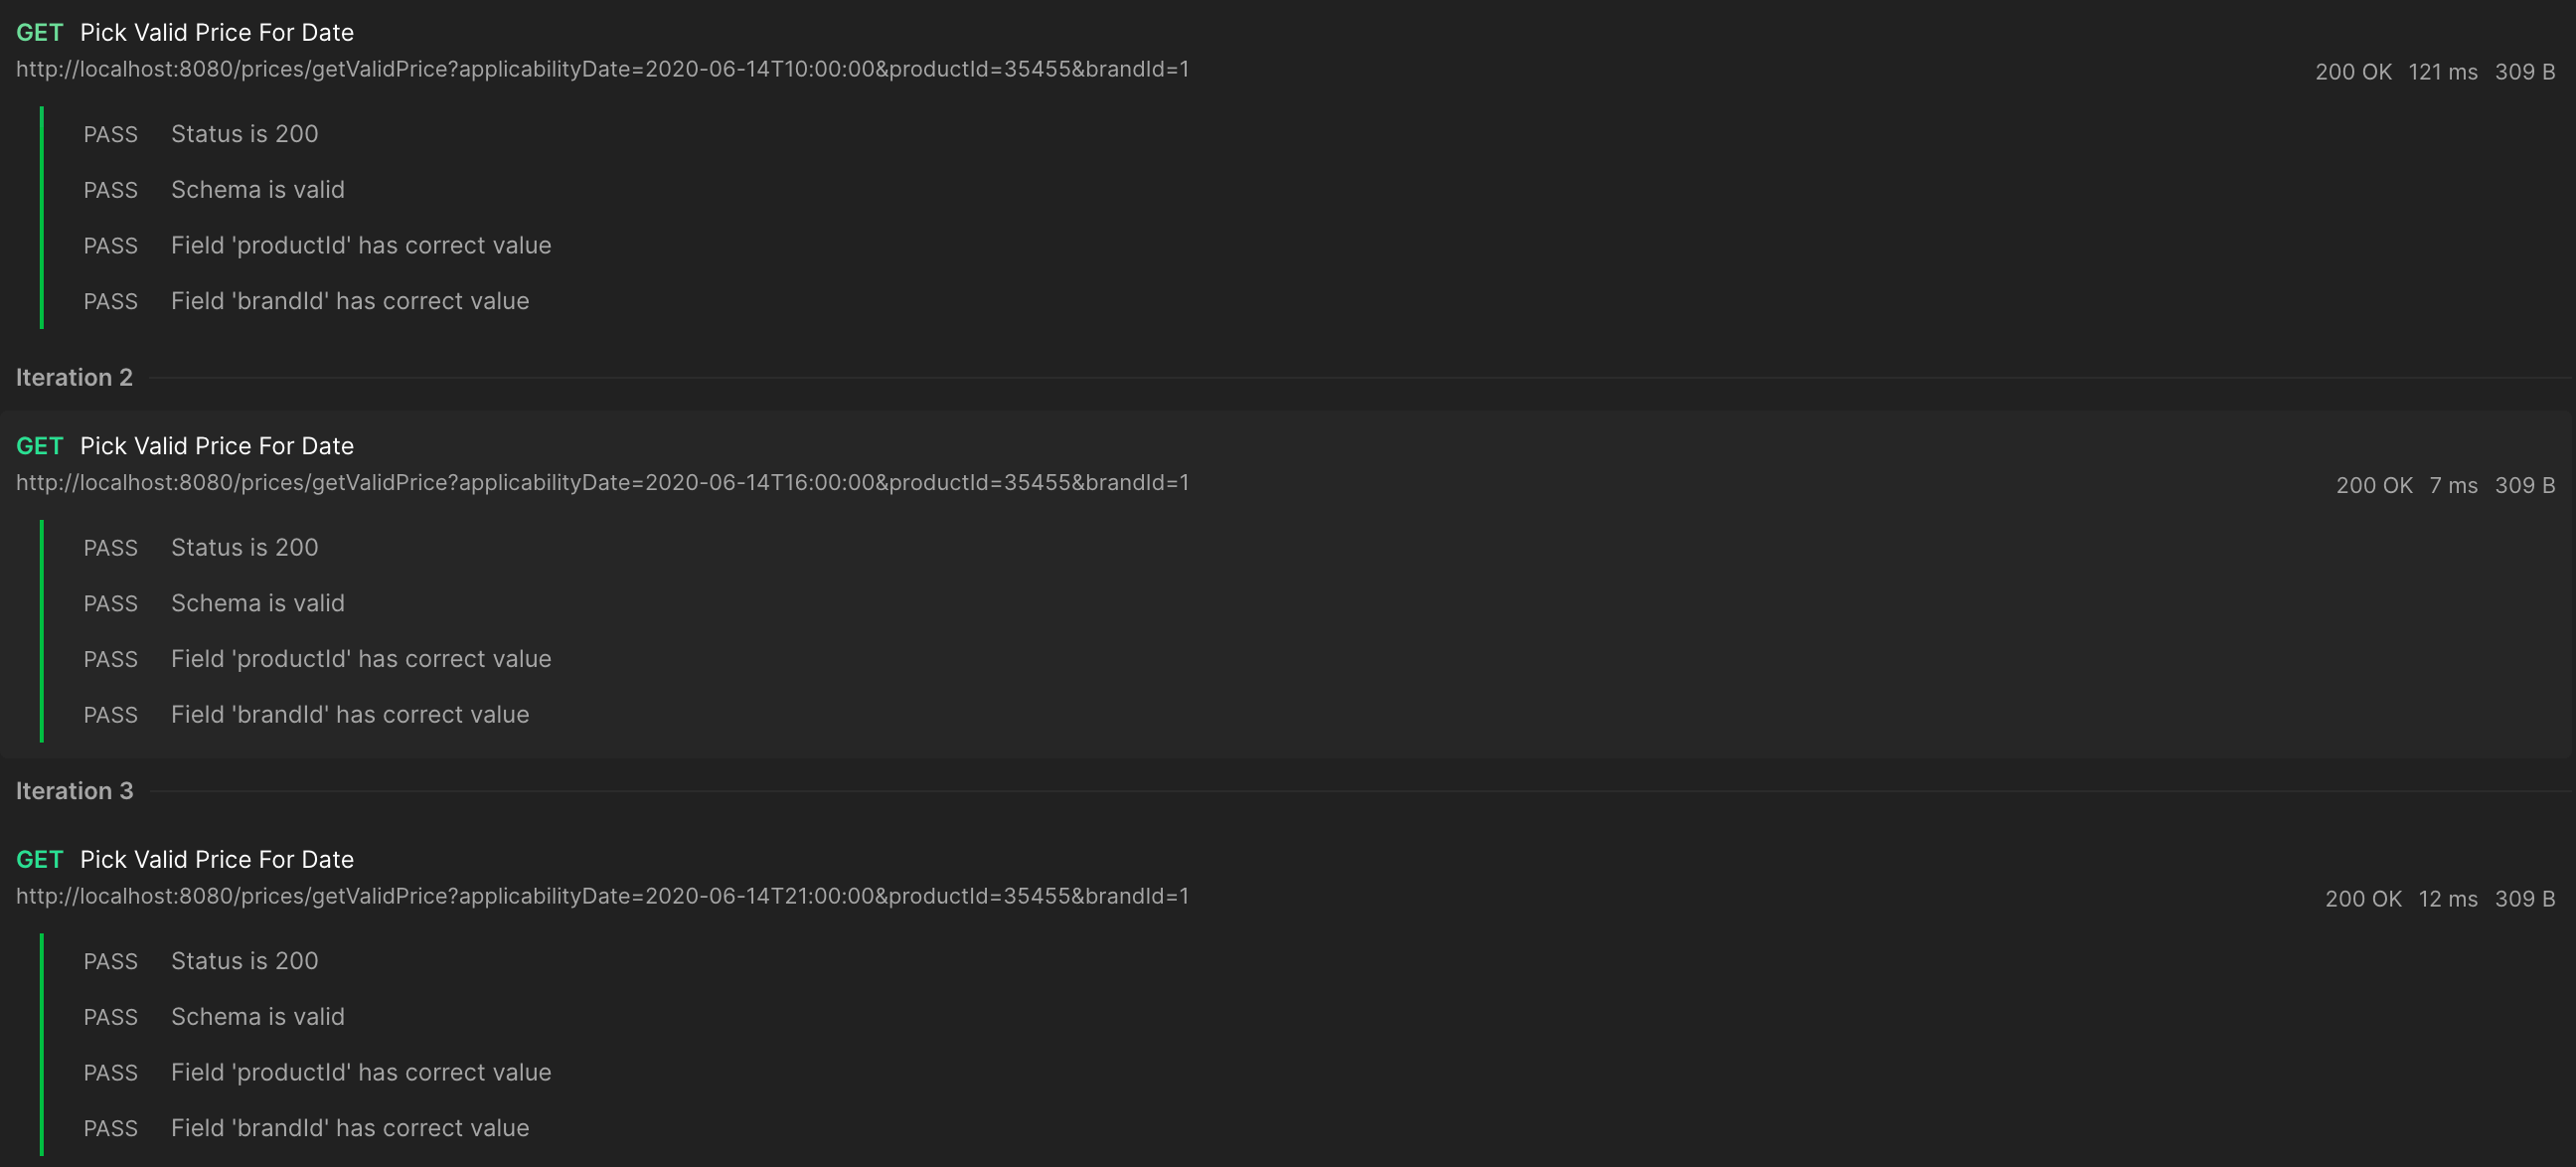 GET Pick Valid Price For Date
http://localhost:8080/prices/getValidPrice?applicabilityDate=2020-06-14T10:00:00&productId=35455&brandId=1
200 OK 121 ms 309 B
PASS Status is 200
PASS Schema is valid
PASS Field 'productId' has correct value
PASS Field 'brandId' has correct value
Iteration 2
GET Pick Valid Price For Date
http://localhost:8080/prices/getValidPrice?applicabilityDate=2020-06-14T16:00:00&productId=35455&brandId=1
200 OK 7 ms 309 B
PASS Status is 200
PASS Schema is valid
PASS Field 'productId' has correct value
PASS Field 'brandId' has correct value
Iteration 3
GET Pick Valid Price For Date
http://localhost:8080/prices/getValidPrice?applicabilityDate=2020-06-14T21:00:00&productId=35455&brandId=1
200 OK 12 ms 309 B
PASS Status is 200
PASS Schema is valid
PASS Field 'productId' has correct value
PASS Field 'brandId' has correct value